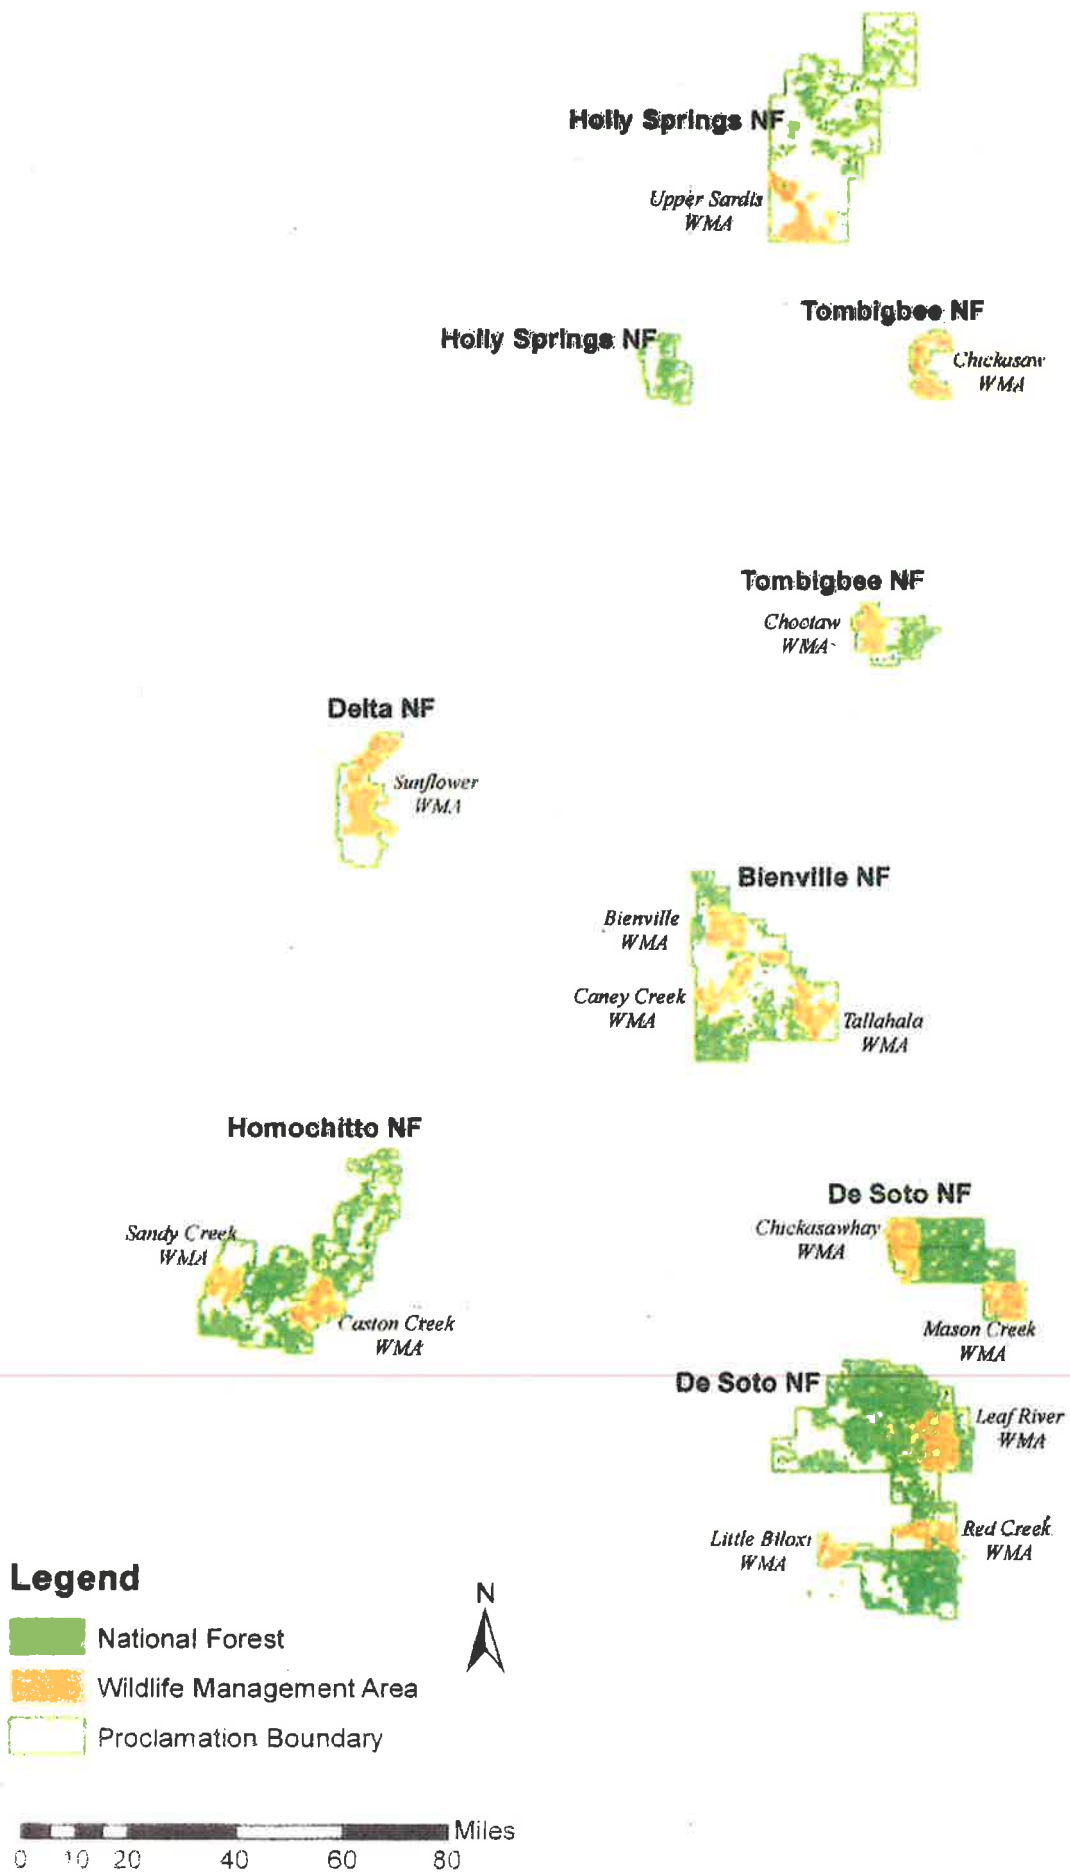 Holly Springs NF
Upper Sardis
WMA
Tombigbee NF
Holly Springs NF
Chickasaw
WMA
Tombigbee NF
Choctaw
WMA
Delta NF
Sunflower
WMA
Bienville NF
Bienville
WMA
Caney Creek
WMA
Tallahala
WMA
Homochitto NF
De Soto NF
Sandy Creek
WMA
Chickasawhay
WMA
Caston Creek
WMA
Mason Creek
WMA
De Soto NF
Leaf River
WMA
Little Biloxi
WMA
Red Creek
WMA
Legend
N
National Forest
Wildlife Management Area
Proclamation Boundary
Miles
0 10 20 40 60 80